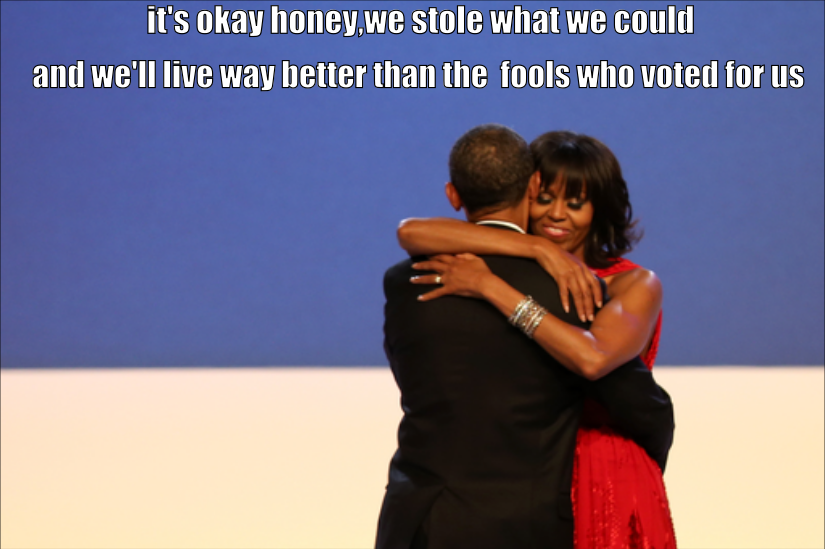 it's okay honey,we stole what we could
and we'll live way better than the  fools who voted for us